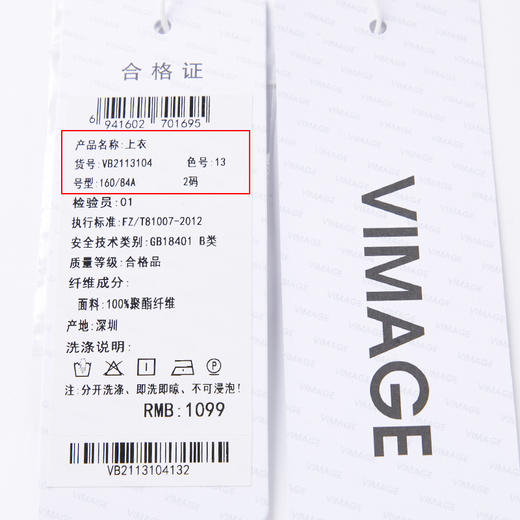 合格证
6 941602 701695
产品名称:上衣
货号:VB2113104 色号:13
号型:160/84A 2码
检验员:01
执行标准:FZ/T81007-2012
安全技术类别:GB18401 B类
质量等级:合格品
纤维成分:
面料:100%聚酯纤维
产地:深圳
洗涤说明:
注:分开洗涤、即洗即晾、不可浸泡!
RMB:1099
VB2113104132
VIMAGE